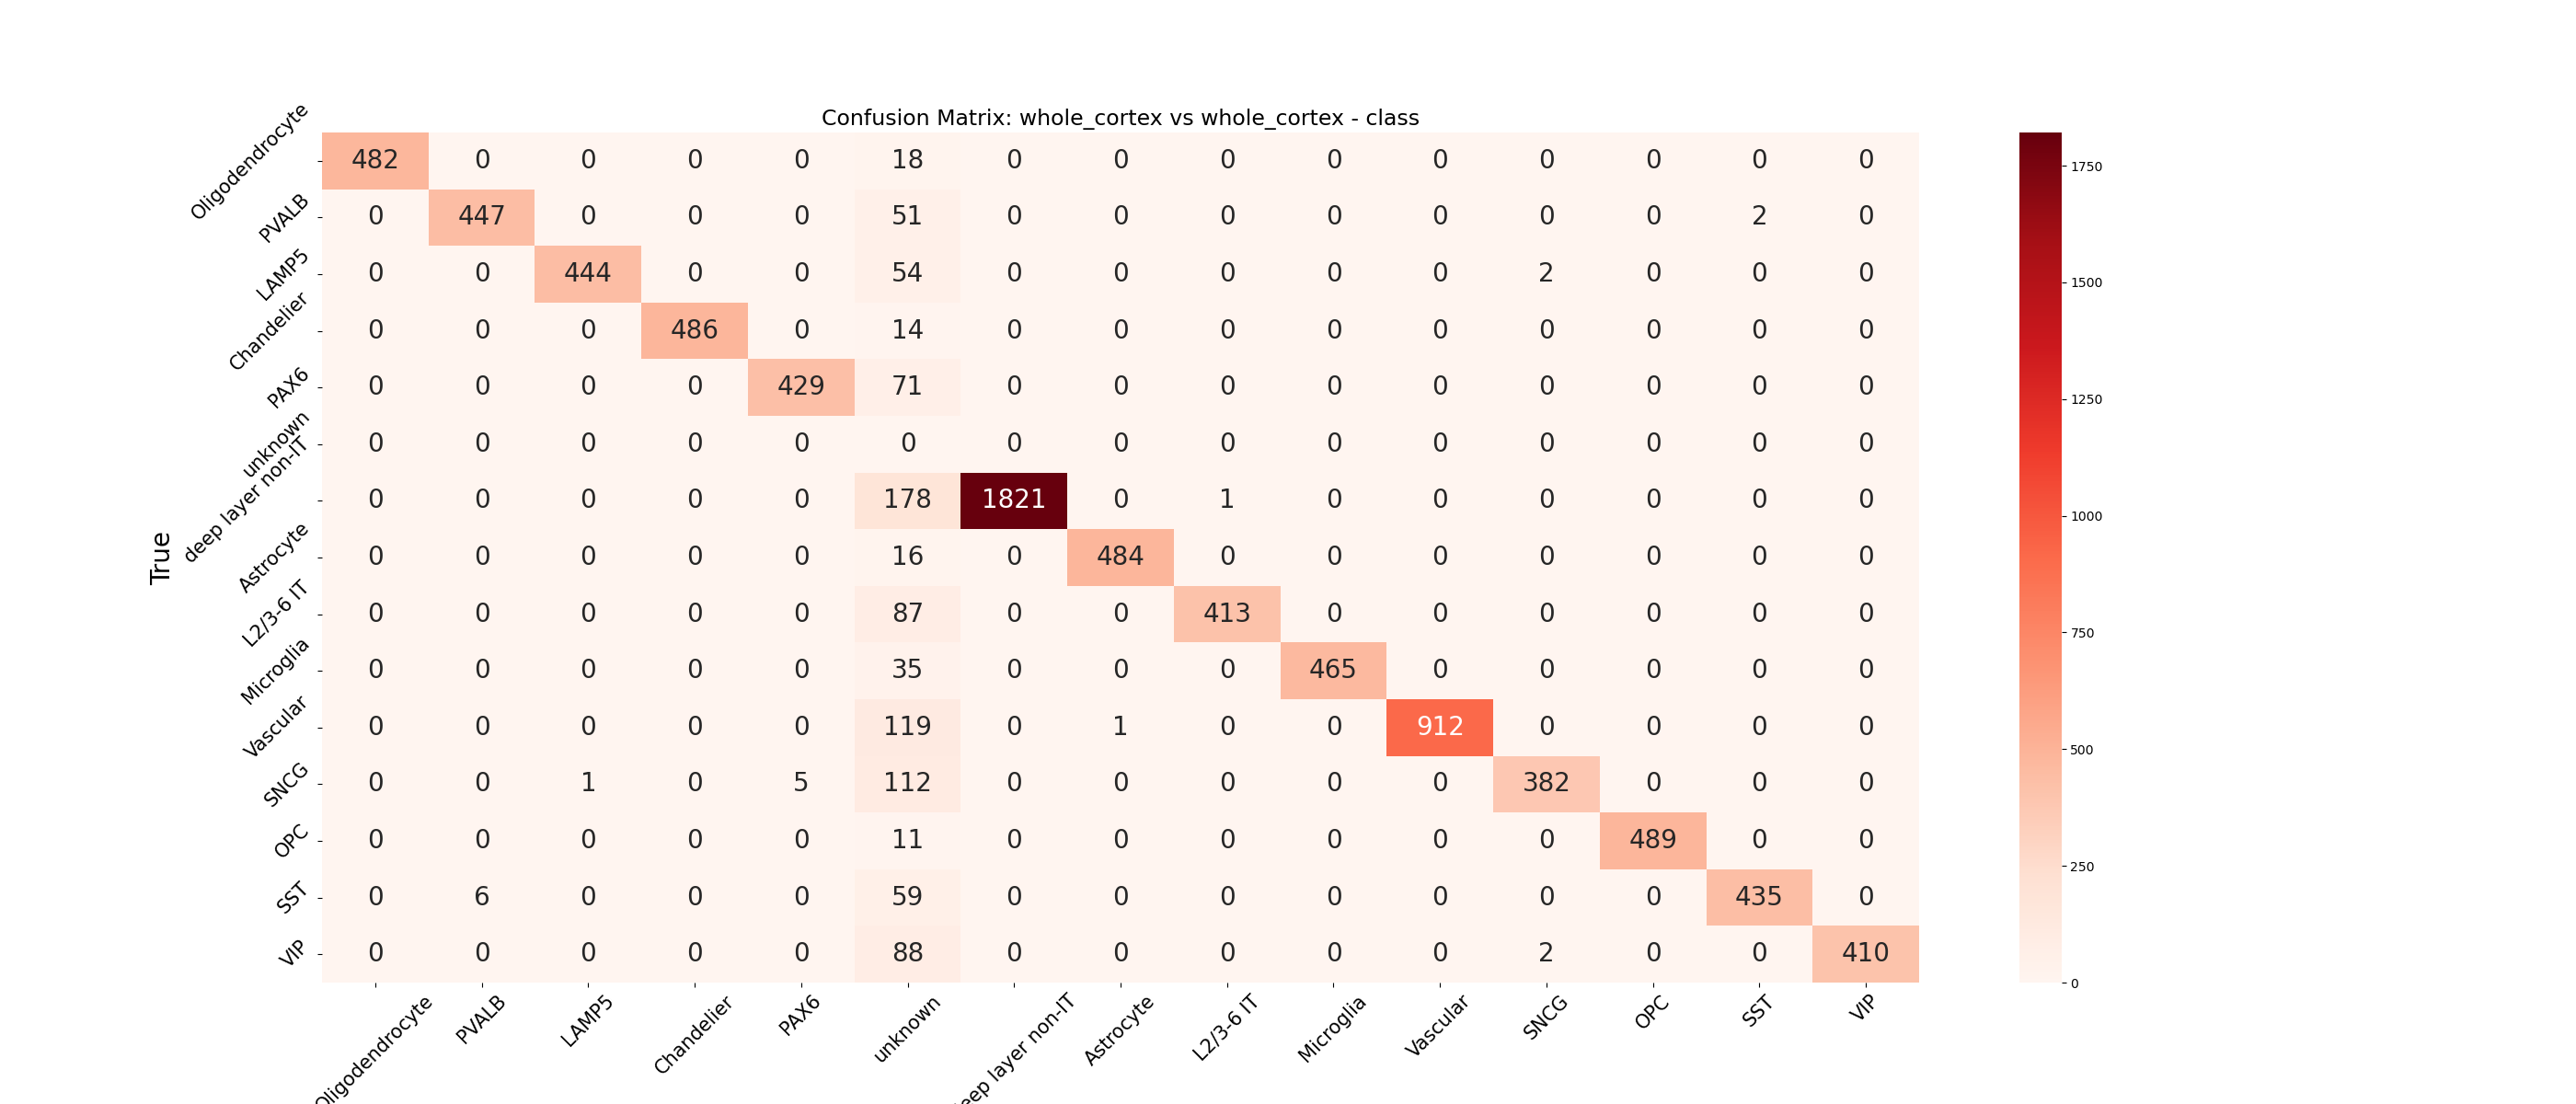 Confusion Matrix: whole_cortex vs whole_cortex - class
Oligodendrocyte 482 0 0 0 0 18 0 0 0 0 0 0 0 0 0
PVALB 0 447 0 0 0 51 0 0 0 0 0 0 0 2 0
LAMP5 0 0 444 0 0 54 0 0 0 0 0 2 0 0 0
Chandelier 0 0 0 486 0 14 0 0 0 0 0 0 0 0 0
PAX6 0 0 0 0 429 71 0 0 0 0 0 0 0 0 0
unknown 0 0 0 0 0 0 0 0 0 0 0 0 0 0 0
deep layer non-IT 0 0 0 0 0 178 1821 0 1 0 0 0 0 0 0
Astrocyte 0 0 0 0 0 16 0 484 0 0 0 0 0 0 0
L2/3-6 IT 0 0 0 0 0 87 0 0 413 0 0 0 0 0 0
Microglia 0 0 0 0 0 35 0 0 0 465 0 0 0 0 0
Vascular 0 0 0 0 0 119 0 1 0 0 912 0 0 0 0
SNCG 0 0 1 0 5 112 0 0 0 0 0 382 0 0 0
OPC 0 0 0 0 0 11 0 0 0 0 0 0 489 0 0
SST 0 6 0 0 0 59 0 0 0 0 0 0 0 435 0
VIP 0 0 0 0 0 88 0 0 0 0 0 2 0 0 410
True
Oligodendrocyte PVALB LAMP5 Chandelier PAX6 unknown eep layer non-IT Astrocyte L2/3-6 IT Microglia Vascular SNCG OPC SST VIP
1750
1500
1250
1000
750
500
250
0